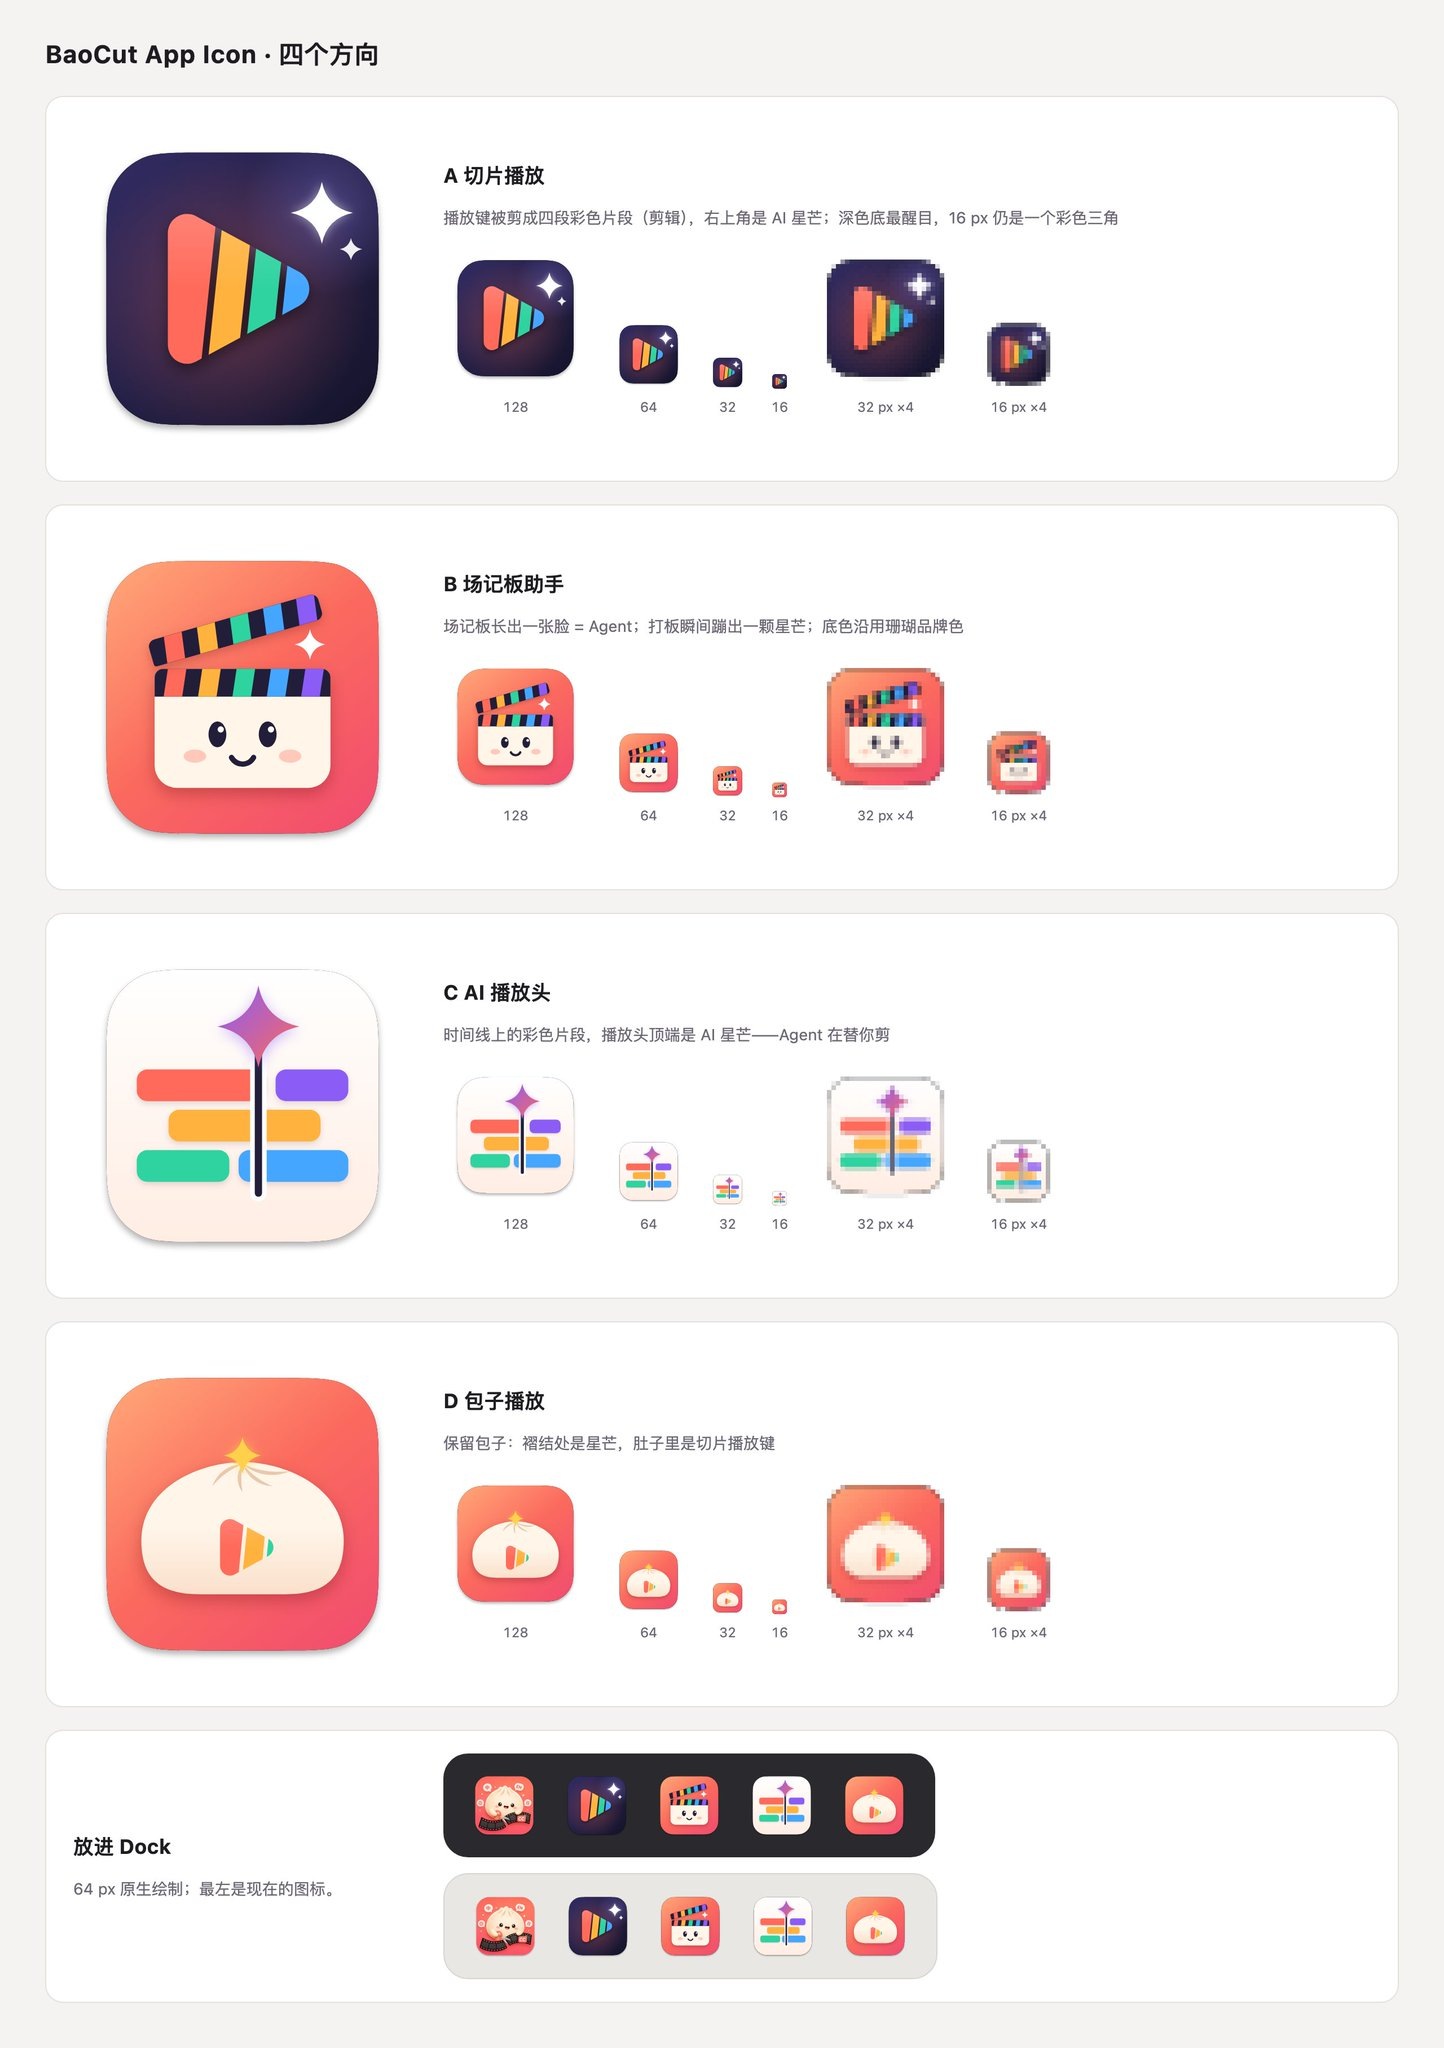 BaoCut App Icon · 四个方向
A 切片播放
播放键被剪成四段彩色片段（剪辑），右上角是 AI 星芒；深色底最醒目，16 px 仍是一个彩色三角
128
64
32
16
32 px ×4
16 px ×4
B 场记板助手
场记板长出一张脸 = Agent；打板瞬间蹦出一颗星芒；底色沿用珊瑚品牌色
128
64
32
16
32 px ×4
16 px ×4
C AI 播放头
时间线上的彩色片段，播放头顶端是 AI 星芒——Agent 在替你剪
128
64
32
16
32 px ×4
16 px ×4
D 包子播放
保留包子：褶结处是星芒，肚子里是切片播放键
128
64
32
16
32 px ×4
16 px ×4
放进 Dock
64 px 原生绘制；最左是现在的图标。